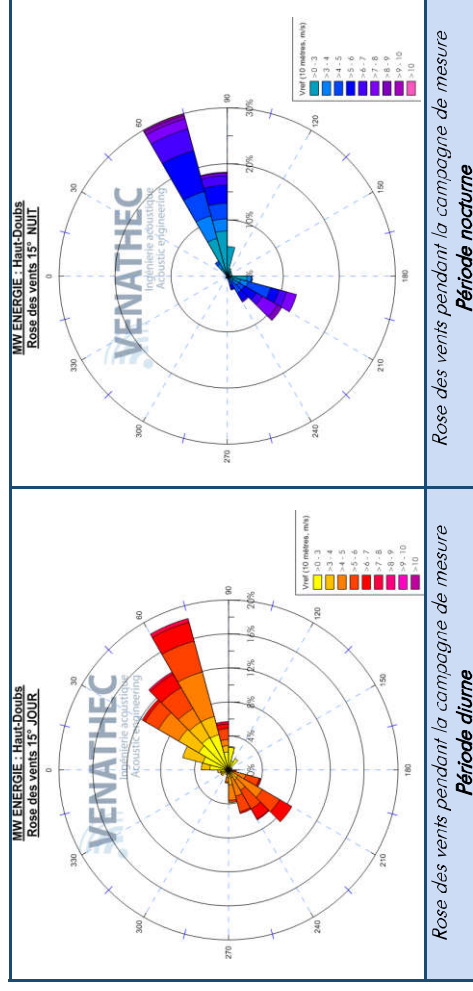 MW ENERGIE : Haut-Doubs
Rose des vents 15° JOUR
VENATHEC
Ingénierie acoustique
Acoustic engineering
0
30
60
90
120
150
180
210
240
270
300
330
0%
4%
8%
12%
16%
20%
Vref (10 mètres, m/s)
>0 - 3
>3 - 4
>4 - 5
>5 - 6
>6 - 7
>7 - 8
>8 - 9
>9 - 10
>10
Rose des vents pendant la campagne de mesure
Période diurne
MW ENERGIE : Haut-Doubs
Rose des vents 15° NUIT
VENATHEC
Ingénierie acoustique
Acoustic engineering
0
30
60
90
120
150
180
210
240
270
300
330
10%
20%
30%
Vref (10 mètres, m/s)
>0 - 3
>3 - 4
>4 - 5
>5 - 6
>6 - 7
>7 - 8
>8 - 9
>9 - 10
>10
Rose des vents pendant la campagne de mesure
Période nocturne